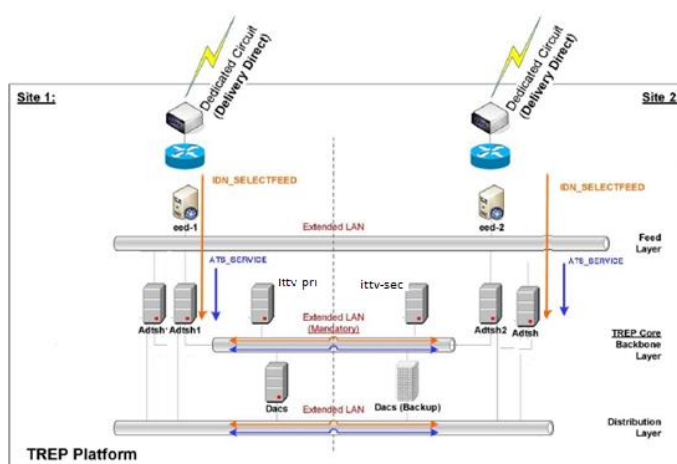 Dedicated Circuit
(Delivery Direct)
Dedicated Circuit
(Delivery Direct)
Site 1:
Site 2
IDN_SELECTFEED
IDN_SELECTFEED
eed-1
eed-2
Extended LAN
Feed
Layer
ATS_SERVICE
ATS_SERVICE
ittv-pri
ittv-sec
Adtsh1
Adtsh1
Extended LAN
(Mandatory)
Adtsh2
Adtsh
TREP Core
Backbone
Layer
Dacs
Dacs (Backup)
Extended LAN
Distribution
Layer
TREP Platform